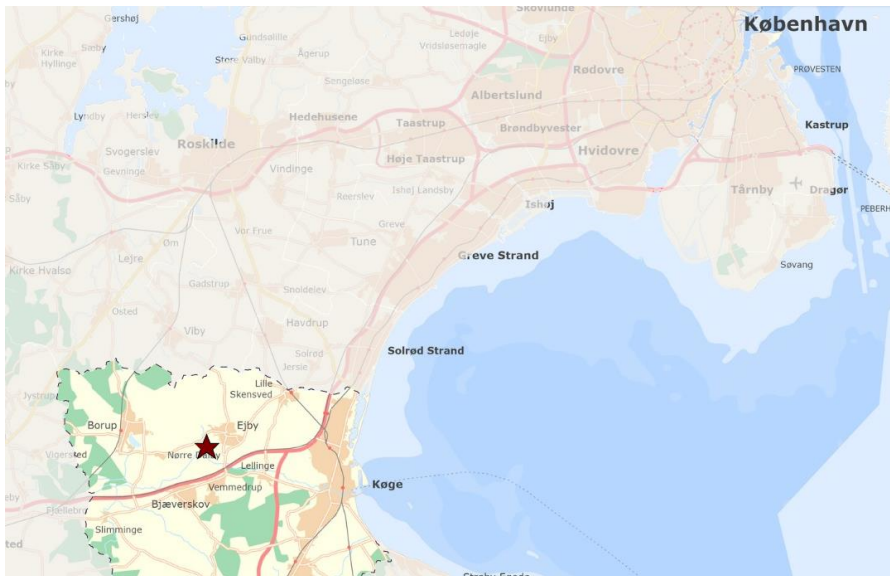 Gershøj
Skovlunde
København
Gundsølille
Ledøje
Ejby
Kirke
Hyllinge
Sæby
Ågerup
Vridsløsemagle
Rødovre
PRØVESTEN
Sengeløse
Albertslund
Lyndby
Herslev
Hedehusene
Taastrup
Brøndbyvester
Kastrup
Svogerslev
Roskilde
Hvidovre
Kirke Såby
Gevninge
Vindinge
Høje Taastrup
Såby
Reerslev
Ishøj Landsby
Ishøj
Tårnby
Dragør
Greve
Vor Frue
Tune
Øm
Lejre
Greve Strand
Søvang
Kirke Hvalsø
Gadstrup
Snoldelev
Osted
Havdrup
Viby
Solrød Strand
Solrød
Jersie
Lille
Skensved
Jystrup
Borup
Ejby
Nørre
Lellinge
Køge
Vemmedrup
Bjæverskov
Slimminge